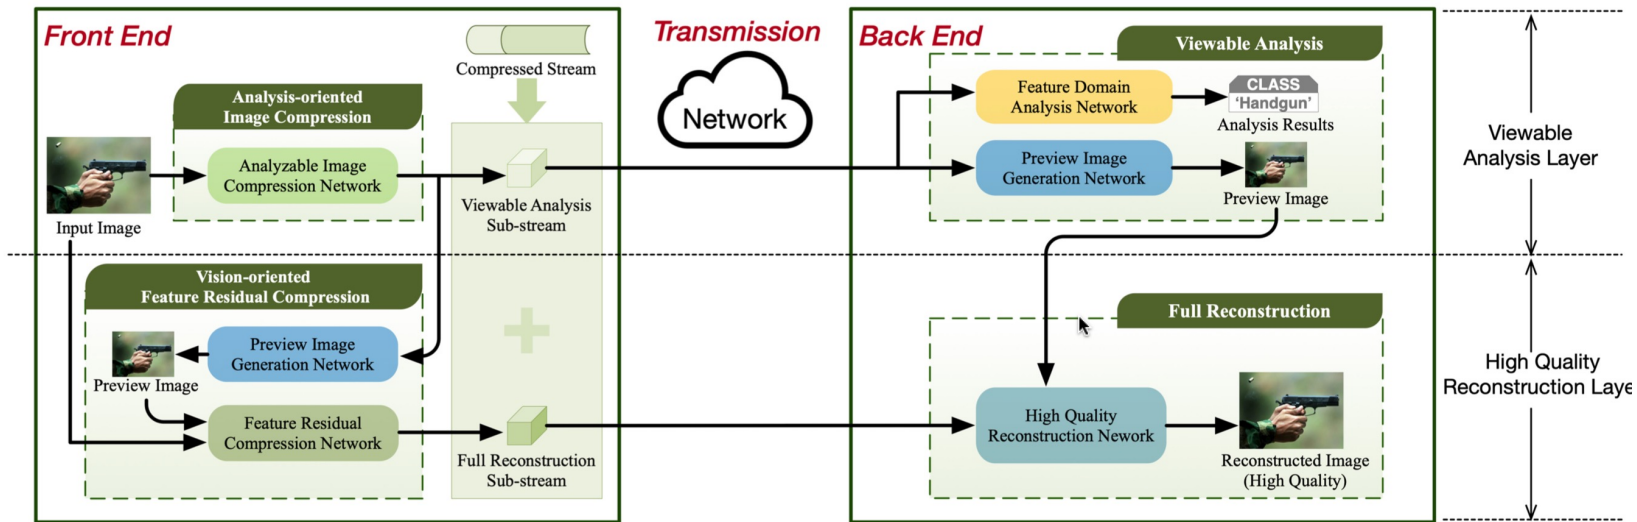 Front End
Compressed Stream
Analysis-oriented
Image Compression
Analyzable Image
Compression Network
Input Image
Viewable Analysis
Sub-stream
Vision-oriented
Feature Residual Compression
Preview Image
Generation Network
Preview Image
Feature Residual
Compression Network
Full Reconstruction
Sub-stream
Transmission
Network
Back End
Viewable Analysis
Feature Domain
Analysis Network
CLASS
'Handgun'
Analysis Results
Preview Image
Generation Network
Preview Image
Full Reconstruction
High Quality
Reconstruction Nework
Reconstructed Image
(High Quality)
Viewable
Analysis Layer
High Quality
Reconstruction Laye